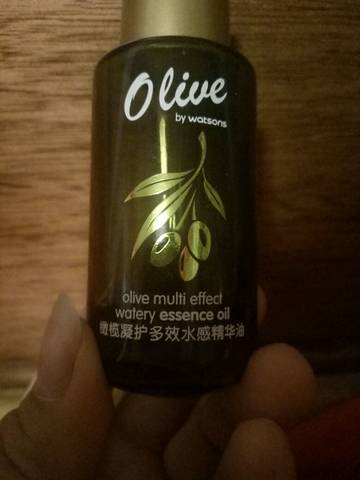 Olive
by watsons
olive multi effect
watery essence oil
橄榄凝护多效水感精华油